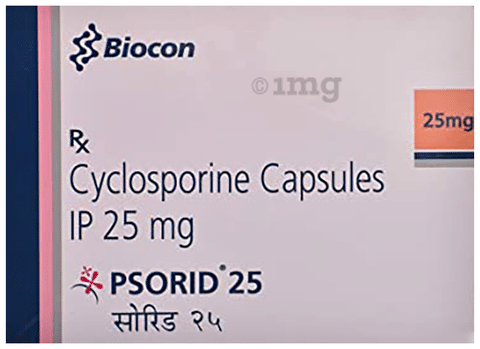 Biocon
©1mg
25mg
Rx
Cyclosporine Capsules
IP 25 mg
PSORID® 25
सोरिड २५